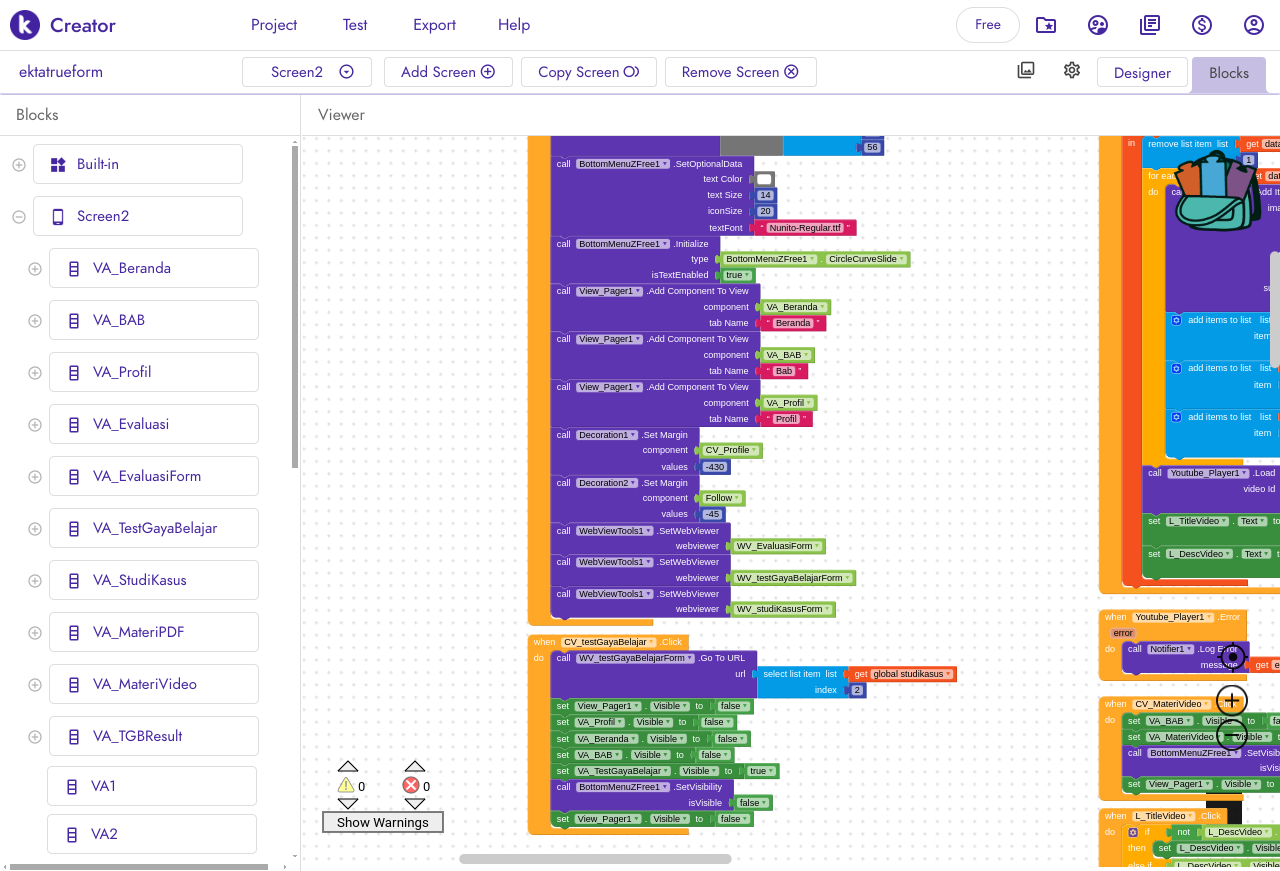 Creator
Project
Test
Export
Help
Free
ektatrueform
Screen2
Add Screen
Copy Screen
Remove Screen
Designer
Blocks
Blocks
Viewer
Built-in
Screen2
VA_Beranda
VA_BAB
VA_Profil
VA_Evaluasi
VA_EvaluasiForm
VA_TestGayaBelajar
VA_StudiKasus
VA_MateriPDF
VA_MateriVideo
VA_TGBResult
VA1
VA2
56
call BottomMenuZFree1 .SetOptionalData
text Color
text Size 14
iconSize 20
textFont " Nunito-Regular.ttf "
call BottomMenuZFree1 .Initialize
type BottomMenuZFree1 . CircleCurveSlide
isTextEnabled true
call View_Pager1 .Add Component To View
component VA_Beranda
tab Name " Beranda "
call View_Pager1 .Add Component To View
component VA_BAB
tab Name " Bab "
call View_Pager1 .Add Component To View
component VA_Profil
tab Name " Profil "
call Decoration1 .Set Margin
component CV_Profile
values -430
call Decoration2 .Set Margin
component Follow
values -45
call WebViewTools1 .SetWebViewer
webviewer WV_EvaluasiForm
call WebViewTools1 .SetWebViewer
webviewer WV_testGayaBelajarForm
call WebViewTools1 .SetWebViewer
webviewer WV_studiKasusForm
when CV_testGayaBelajar .Click
do call WV_testGayaBelajarForm .Go To URL
url select list item list get global studikasus
index 2
set View_Pager1 . Visible to false
set VA_Profil . Visible to false
set VA_Beranda . Visible to false
set VA_BAB . Visible to false
set VA_TestGayaBelajar . Visible to true
call BottomMenuZFree1 .SetVisibility
isVisible false
set View_Pager1 . Visible to false
0
0
Show Warnings
in remove list item list get
1
do
add items to list list
item
add items to list list
item
add items to list list
item
call Youtube_Player1 .Load
video Id
set L_TitleVideo . Text to
set L_DescVideo . Text to
when Youtube_Player1 .Error
error
do call Notifier1 .Log Error
message get
when CV_MateriVideo
do set VA_BAB . Visible to
set VA_MateriVideo . Visible to
call BottomMenuZFree1
set View_Pager1 . Visible to
when L_TitleVideo .Click
do if not L_DescVideo .
then set L_DescVideo . Visible
else if L_DescVideo . Visible